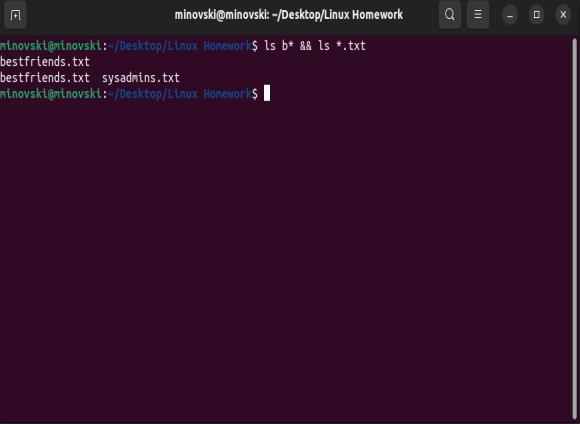 minovski@minovski: ~/Desktop/Linux Homework
minovski@minovski:~/Desktop/Linux Homework$ ls b* && ls *.txt
bestfriends.txt
bestfriends.txt  sysadmins.txt
minovski@minovski:~/Desktop/Linux Homework$